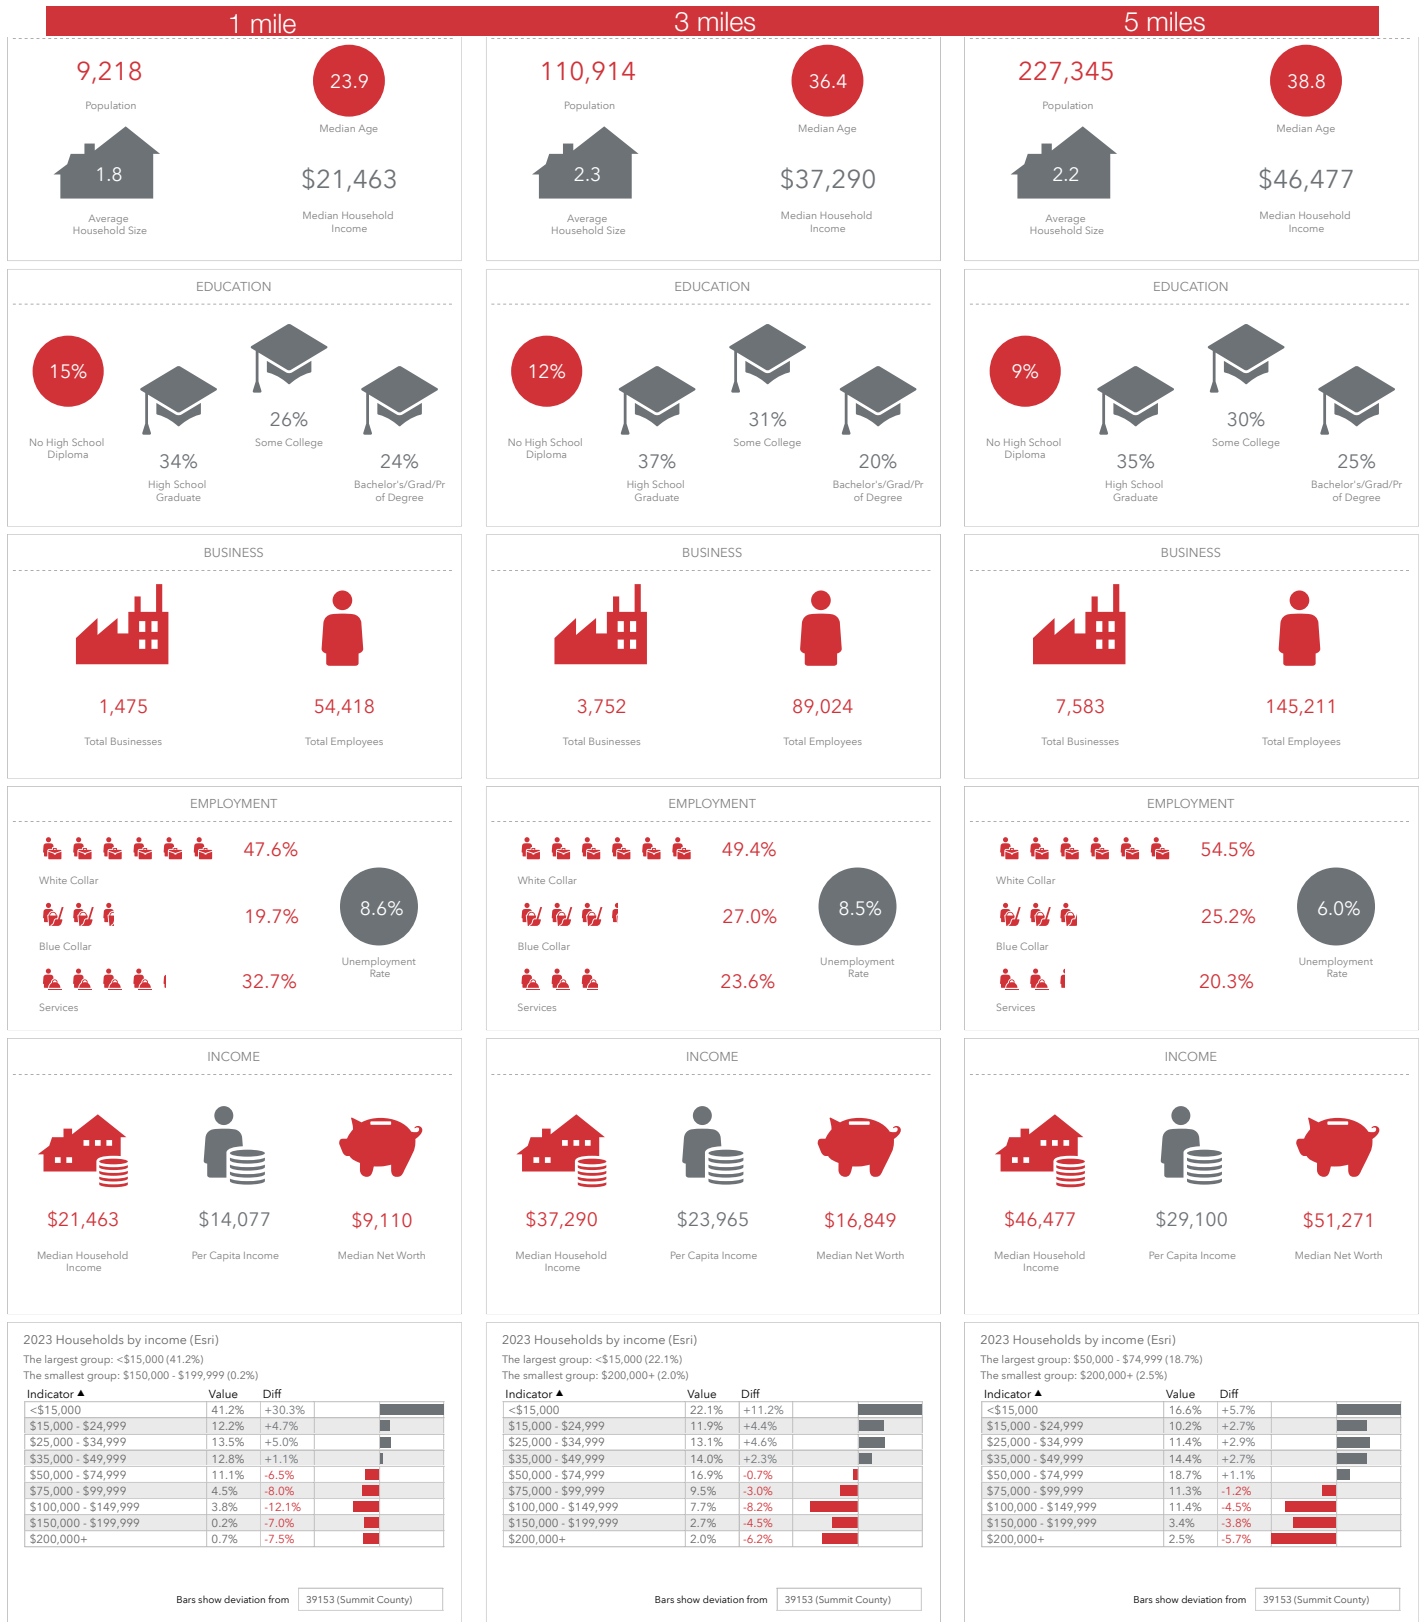 1 mile
3 miles
5 miles
9,218
Population
23.9
Median Age
1.8
Average
Household Size
$21,463
Median Household
Income
110,914
Population
36.4
Median Age
2.3
Average
Household Size
$37,290
Median Household
Income
227,345
Population
38.8
Median Age
2.2
Average
Household Size
$46,477
Median Household
Income
EDUCATION
15%
No High School
Diploma
34%
High School
Graduate
26%
Some College
24%
Bachelor's/Grad/Pr
of Degree
EDUCATION
12%
No High School
Diploma
37%
High School
Graduate
31%
Some College
20%
Bachelor's/Grad/Pr
of Degree
EDUCATION
9%
No High School
Diploma
35%
High School
Graduate
30%
Some College
25%
Bachelor's/Grad/Pr
of Degree
BUSINESS
1,475
Total Businesses
54,418
Total Employees
BUSINESS
3,752
Total Businesses
89,024
Total Employees
BUSINESS
7,583
Total Businesses
145,211
Total Employees
EMPLOYMENT
47.6%
White Collar
19.7%
Blue Collar
32.7%
Services
8.6%
Unemployment
Rate
EMPLOYMENT
49.4%
White Collar
27.0%
Blue Collar
23.6%
Services
8.5%
Unemployment
Rate
EMPLOYMENT
54.5%
White Collar
25.2%
Blue Collar
20.3%
Services
6.0%
Unemployment
Rate
INCOME
$21,463
Median Household
Income
$14,077
Per Capita Income
$9,110
Median Net Worth
INCOME
$37,290
Median Household
Income
$23,965
Per Capita Income
$16,849
Median Net Worth
INCOME
$46,477
Median Household
Income
$29,100
Per Capita Income
$51,271
Median Net Worth
2023 Households by income (Esri)
The largest group: <$15,000 (41.2%)
The smallest group: $150,000 - $199,999 (0.2%)
Indicator ▲ Value Diff
<$15,000 41.2% +30.3%
$15,000 - $24,999 12.2% +4.7%
$25,000 - $34,999 13.5% +5.0%
$35,000 - $49,999 12.8% +1.1%
$50,000 - $74,999 11.1% -6.5%
$75,000 - $99,999 4.5% -8.0%
$100,000 - $149,999 3.8% -12.1%
$150,000 - $199,999 0.2% -7.0%
$200,000+ 0.7% -7.5%
Bars show deviation from 39153 (Summit County)
2023 Households by income (Esri)
The largest group: <$15,000 (22.1%)
The smallest group: $200,000+ (2.0%)
Indicator ▲ Value Diff
<$15,000 22.1% +11.2%
$15,000 - $24,999 11.9% +4.4%
$25,000 - $34,999 13.1% +4.6%
$35,000 - $49,999 14.0% +2.3%
$50,000 - $74,999 16.9% -0.7%
$75,000 - $99,999 9.5% -3.0%
$100,000 - $149,999 7.7% -8.2%
$150,000 - $199,999 2.7% -4.5%
$200,000+ 2.0% -6.2%
Bars show deviation from 39153 (Summit County)
2023 Households by income (Esri)
The largest group: $50,000 - $74,999 (18.7%)
The smallest group: $200,000+ (2.5%)
Indicator ▲ Value Diff
<$15,000 16.6% +5.7%
$15,000 - $24,999 10.2% +2.7%
$25,000 - $34,999 11.4% +2.9%
$35,000 - $49,999 14.4% +2.7%
$50,000 - $74,999 18.7% +1.1%
$75,000 - $99,999 11.3% -1.2%
$100,000 - $149,999 11.4% -4.5%
$150,000 - $199,999 3.4% -3.8%
$200,000+ 2.5% -5.7%
Bars show deviation from 39153 (Summit County)